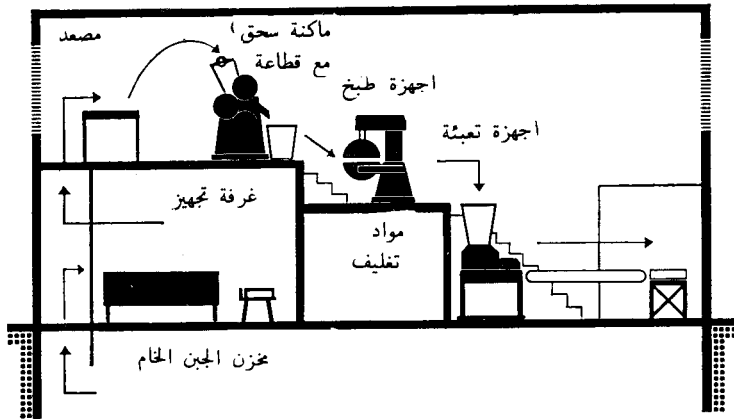 مصعد
ماكنة سحق
مع قطاعة
اجهزة طبخ
اجهزة تعبئة
غرفة تجهيز
مواد
تغليف
مخزن الجبن الخام